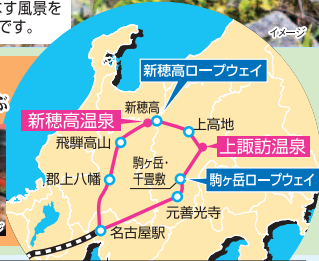 す風景を
です。
イメージ
新穂高ロープウェイ
新穂高
新穂高温泉
上高地
飛騨高山
上諏訪温泉
駒ヶ岳・
千畳敷
駒ケ岳ロープウェイ
郡上八幡
元善光寺
名古屋駅